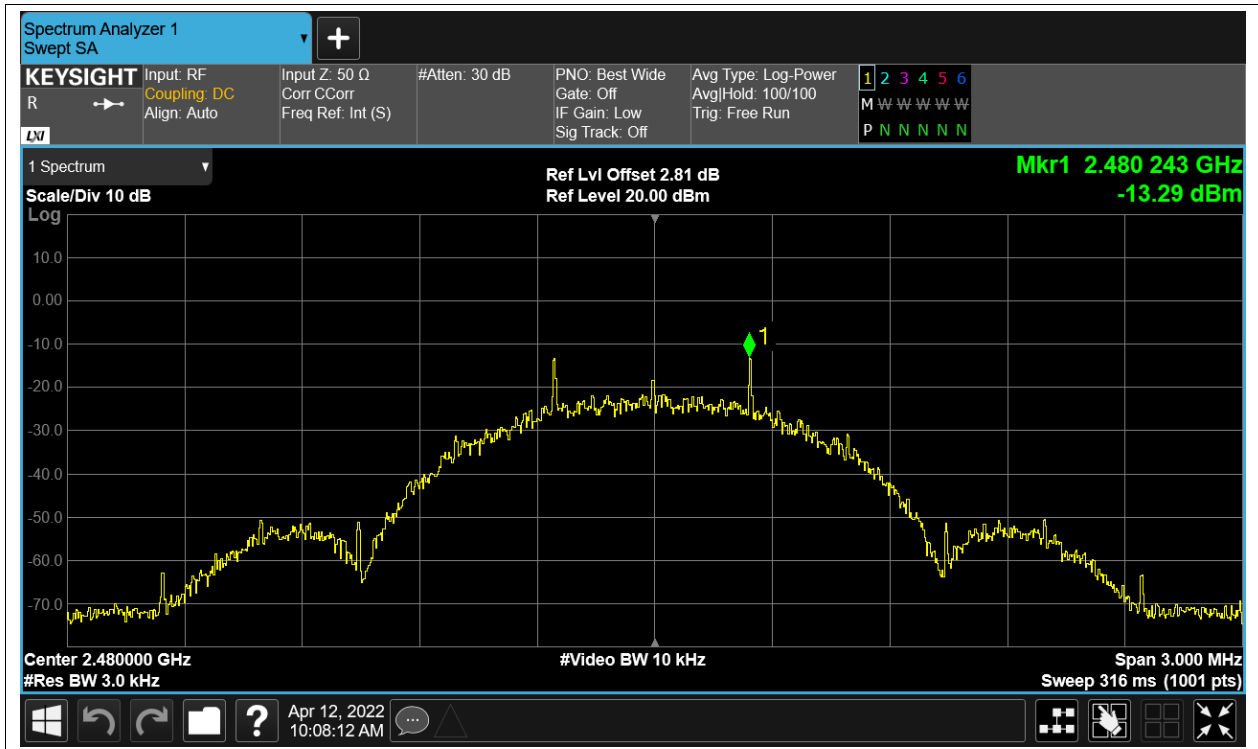 Spectrum Analyzer 1
Swept SA
+
KEYSIGHT
R
LXI
Input: RF
Coupling: DC
Align: Auto
Input Z: 50 Ω
Corr CCorr
Freq Ref: Int (S)
#Atten: 30 dB
PNO: Best Wide
Gate: Off
IF Gain: Low
Sig Track: Off
Avg Type: Log-Power
Avg|Hold: 100/100
Trig: Free Run
1 2 3 4 5 6
M W W W W W W
P N N N N N N
1 Spectrum
Scale/Div 10 dB
Log
Ref Lvl Offset 2.81 dB
Ref Level 20.00 dBm
Mkr1 2.480 243 GHz
-13.29 dBm
10.0
0.00
-10.0
-20.0
-30.0
-40.0
-50.0
-60.0
-70.0
1
Center 2.480000 GHz
#Res BW 3.0 kHz
#Video BW 10 kHz
Span 3.000 MHz
Sweep 316 ms (1001 pts)
?
Apr 12, 2022
10:08:12 AM